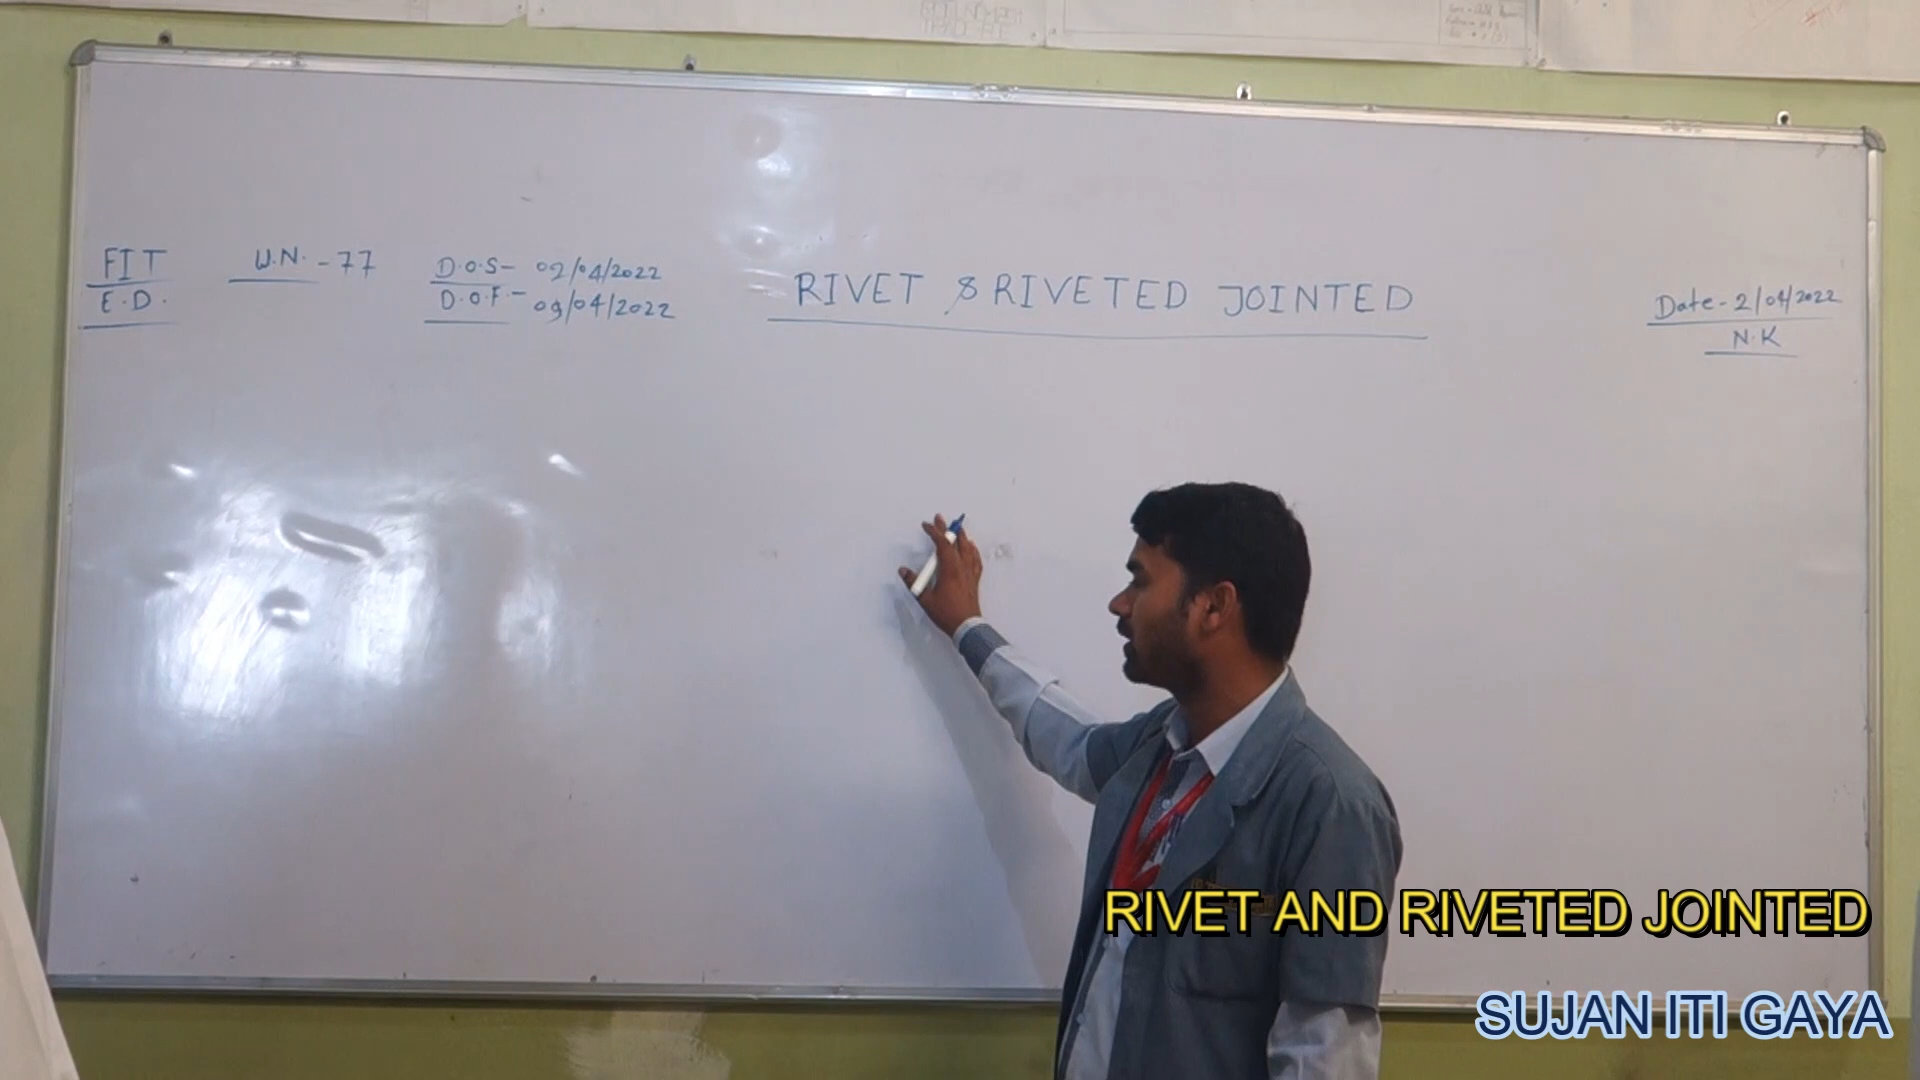 FIT
E.D.
W.N. - 77
D.O.S - 02/04/2022
D.O.F. - 09/04/2022
RIVET & RIVETED JOINTED
Date - 2/04/2022
N.K
RIVET AND RIVETED JOINTED
SUJAN ITI GAYA